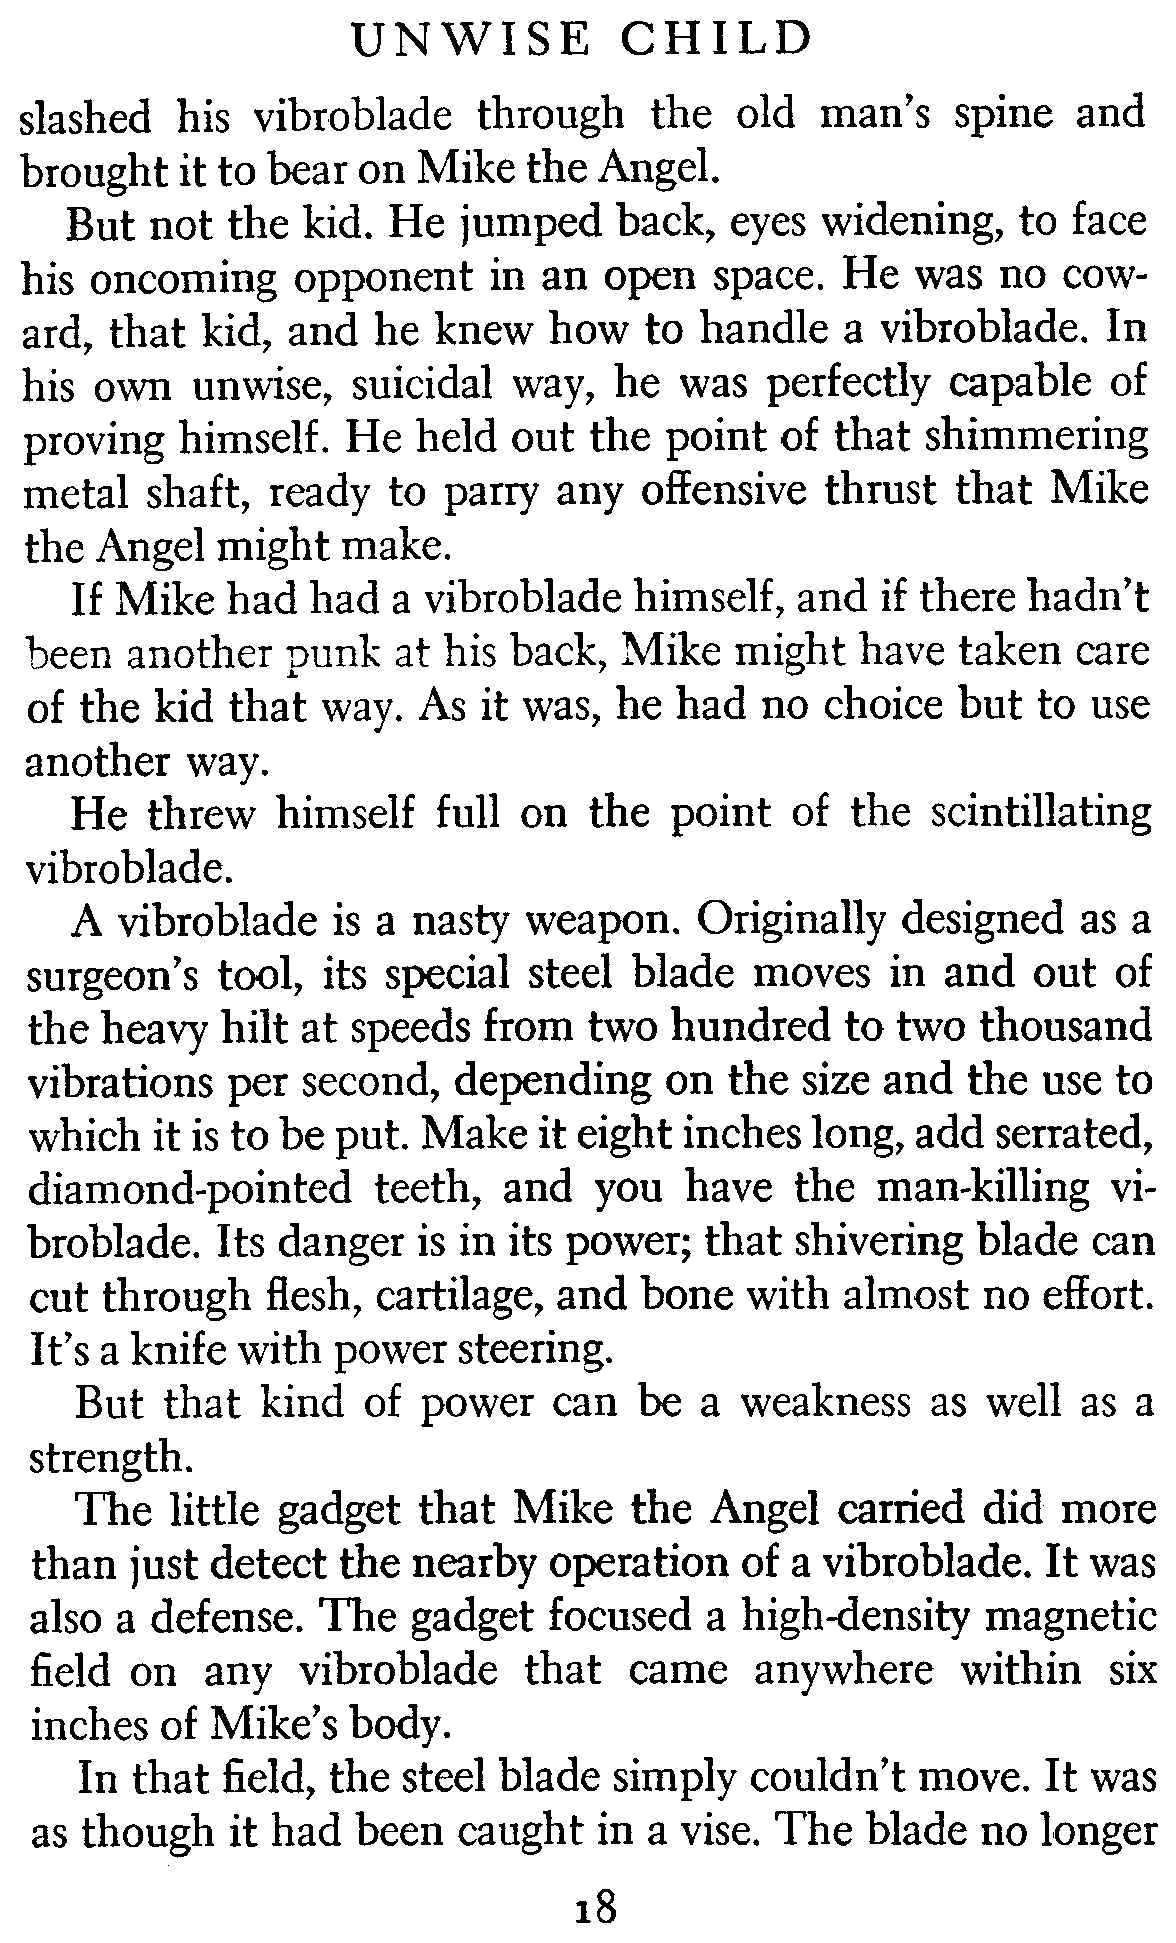 UNWISE CHILD
slashed his vibroblade through the old man's spine and
brought it to bear on Mike the Angel.
But not the kid. He jumped back, eyes widening, to face
his oncoming opponent in an open space. He was no cow-
ard, that kid, and he knew how to handle a vibroblade. In
his own unwise, suicidal way, he was perfectly capable of
proving himself. He held out the point of that shimmering
metal shaft, ready to parry any offensive thrust that Mike
the Angel might make.
If Mike had had a vibroblade himself, and if there hadn't
been another punk at his back, Mike might have taken care
of the kid that way. As it was, he had no choice but to use
another way.
He threw himself full on the point of the scintillating
vibroblade.
A vibroblade is a nasty weapon. Originally designed as a
surgeon's tool, its special steel blade moves in and out of
the heavy hilt at speeds from two hundred to two thousand
vibrations per second, depending on the size and the use to
which it is to be put. Make it eight inches long, add serrated,
diamond-pointed teeth, and you have the man-killing vi-
broblade. Its danger is in its power; that shivering blade can
cut through flesh, cartilage, and bone with almost no effort.
It's a knife with power steering.
But that kind of power can be a weakness as well as a
strength.
The little gadget that Mike the Angel carried did more
than just detect the nearby operation of a vibroblade. It was
also a defense. The gadget focused a high-density magnetic
field on any vibroblade that came anywhere within six
inches of Mike's body.
In that field, the steel blade simply couldn't move. It was
as though it had been caught in a vise. The blade no longer
18